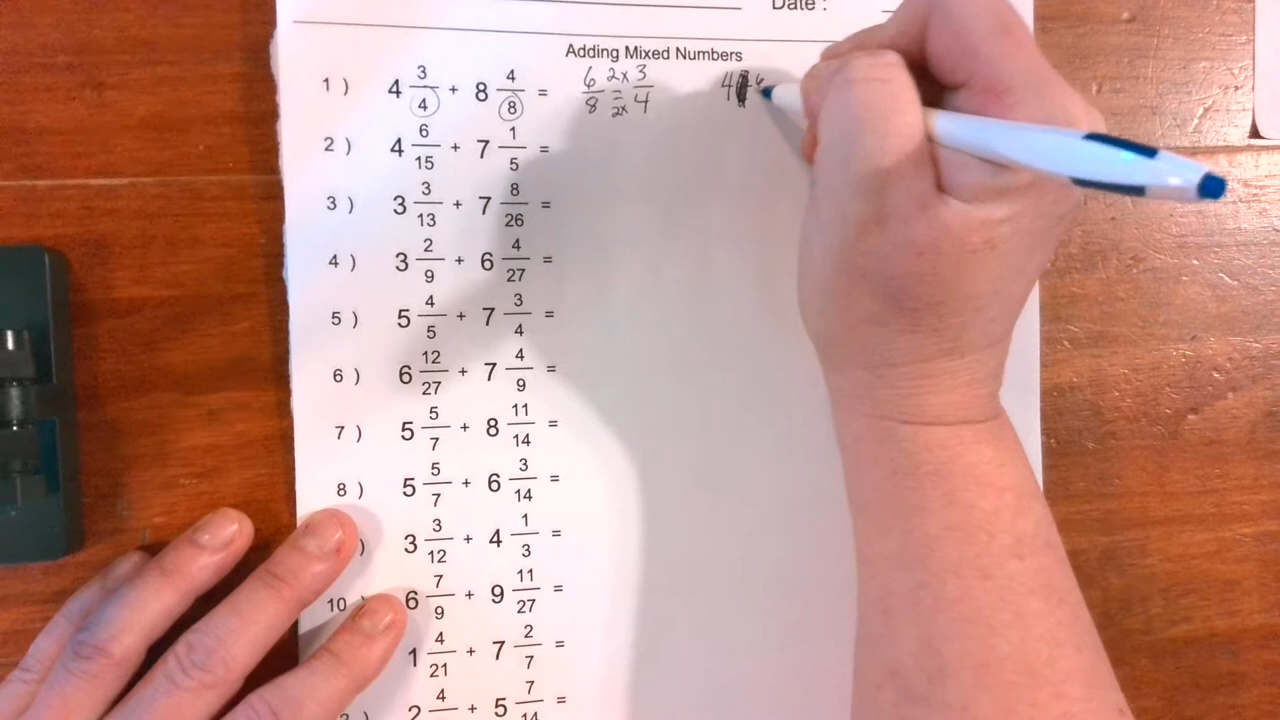 Date :
Adding Mixed Numbers
1 ) 4 3/4 + 8 4/8 = 6/8 = 2x 3 / 2x 4 4 6
2 ) 4 6/15 + 7 1/5 =
3 ) 3 3/13 + 7 8/26 =
4 ) 3 2/9 + 6 4/27 =
5 ) 5 4/5 + 7 3/4 =
6 ) 6 12/27 + 7 4/9 =
7 ) 5 5/7 + 8 11/14 =
8 ) 5 5/7 + 6 3/14 =
) 3 3/12 + 4 1/3 =
10 6 7/9 + 9 11/27 =
1 4/21 + 7 2/7 =
2 ) 2 4 + 5 7/14 =